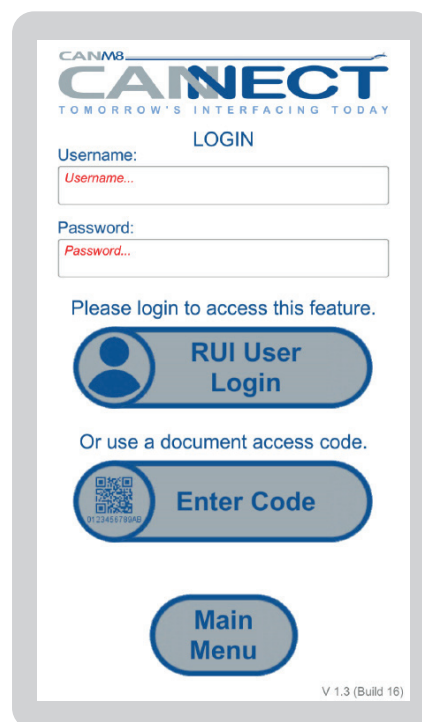 CANM8
CANNECT
TOMORROW'S INTERFACING TODAY
LOGIN
Username:
Username...
Password:
Password...
Please login to access this feature.
RUI User
Login
Or use a document access code.
Enter Code
0123456789AB
Main
Menu
V 1.3 (Build 16)